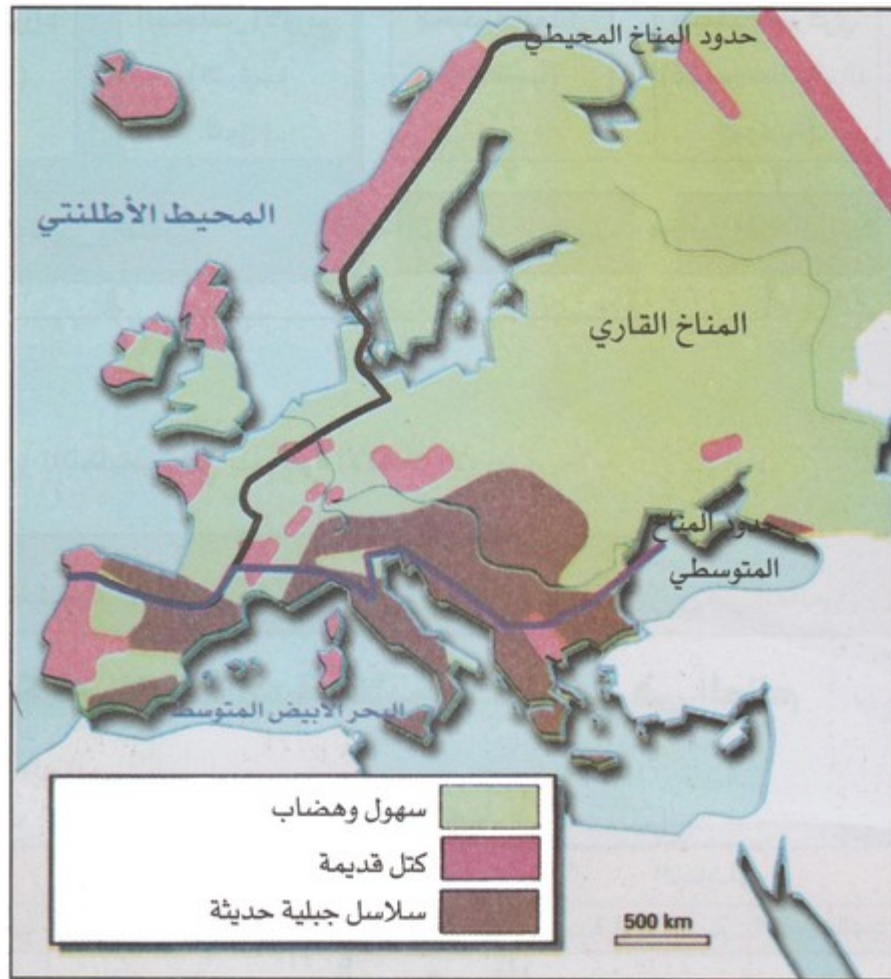 حدود المناخ المحيطي
المحيط الأطلنتي
المناخ القاري
حدود المناخ
المتوسطي
البحر الأبيض المتوسط
سهول وهضاب
كتل قديمة
سلاسل جبلية حديثة
500 km